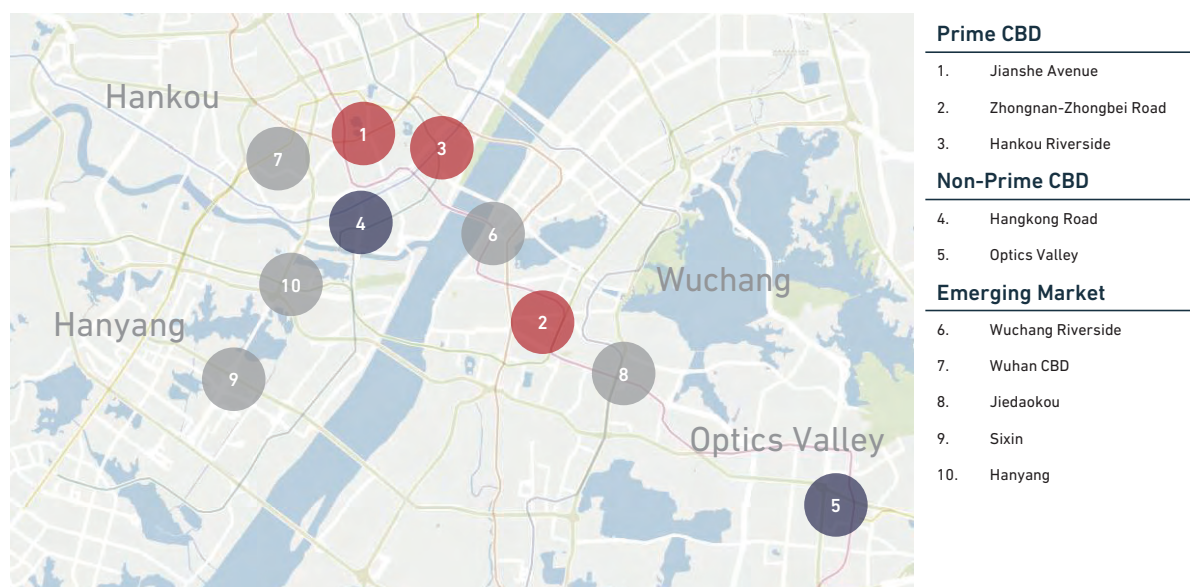 Hankou
1
3
7
4
6
10
Wuchang
Hanyang
2
9
8
Optics Valley
5
Prime CBD
1. Jianshe Avenue
2. Zhongnan-Zhongbei Road
3. Hankou Riverside
Non-Prime CBD
4. Hangkong Road
5. Optics Valley
Emerging Market
6. Wuchang Riverside
7. Wuhan CBD
8. Jiedaokou
9. Sixin
10. Hanyang